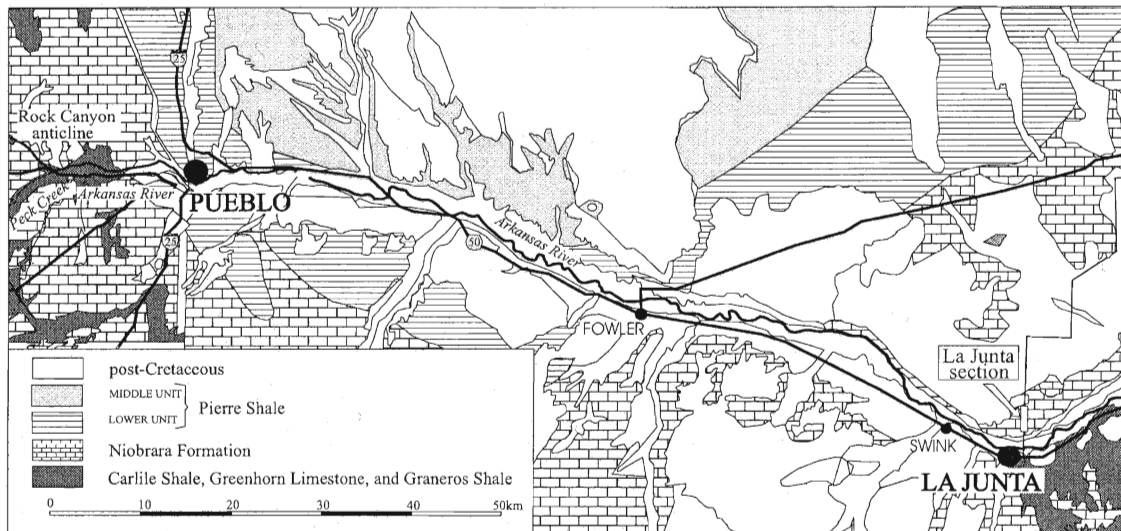 25
Rock Canyon
anticline
Peck Creek
Arkansas River
PUEBLO
25
50
Arkansas River
FOWLER
La Junta
section
SWINK
LA JUNTA
post-Cretaceous
MIDDLE UNIT
LOWER UNIT
Pierre Shale
Niobrara Formation
Carlile Shale, Greenhorn Limestone, and Graneros Shale
0 10 20 30 40 50km